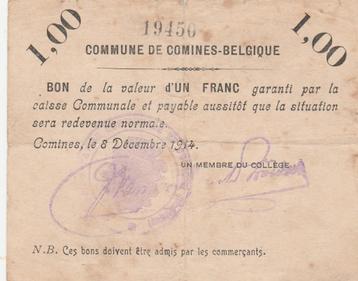 19450
1,00 1,00
COMMUNE DE COMINES-BELGIQUE
BON de la valeur d'UN FRANC garanti par la
caisse Communale et payable aussitôt que la situation
sera redevenue normale.
Comines, le 8 Décembre 1914.
UN MEMBRE DU COLLÈGE
N.B. Ces bons doivent être admis par les commerçants.